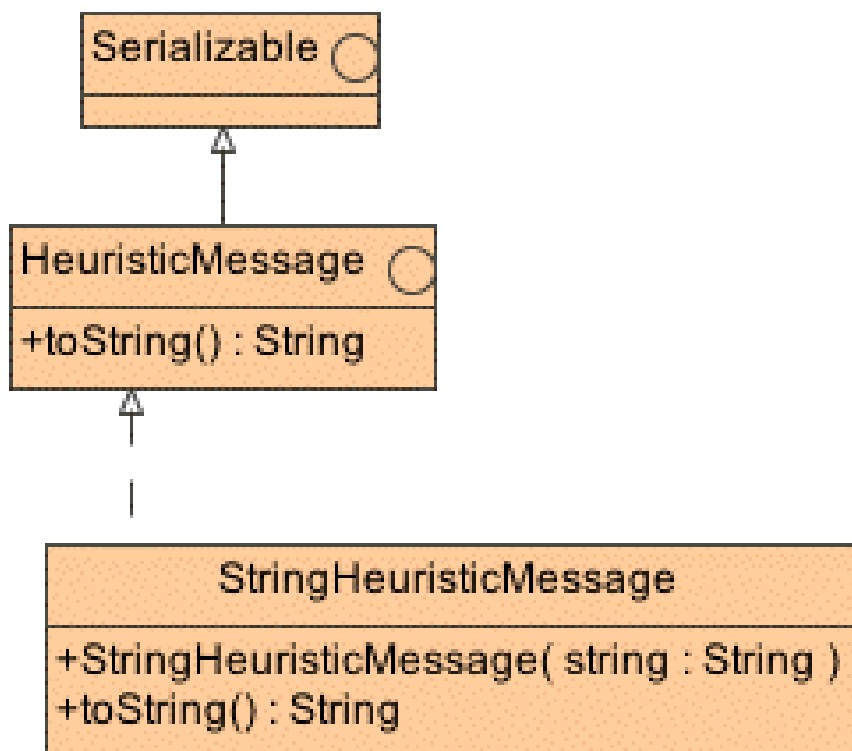 Serializable
HeuristicMessage
+toString() : String
StringHeuristicMessage
+StringHeuristicMessage( string : String )
+toString() : String